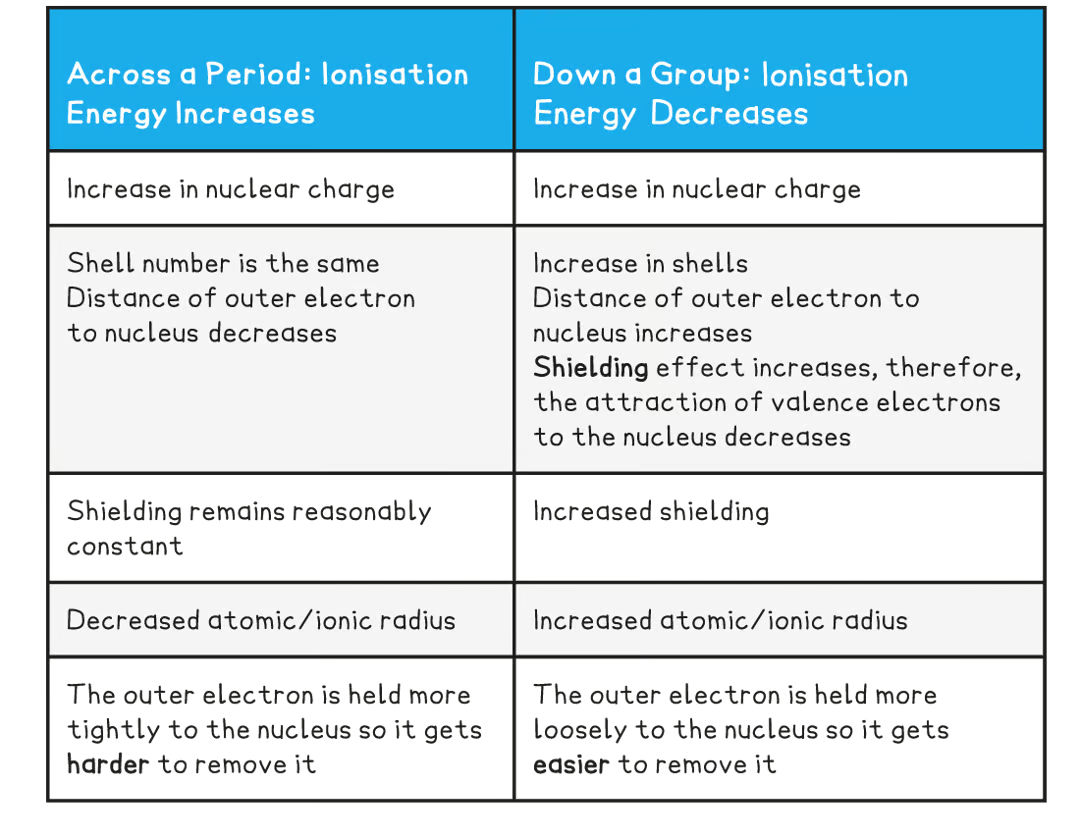 Across a Period: Ionisation
Energy Increases
Down a Group: Ionisation
Energy Decreases
Increase in nuclear charge
Increase in nuclear charge
Shell number is the same
Distance of outer electron
to nucleus decreases
Increase in shells
Distance of outer electron to
nucleus increases
Shielding effect increases, therefore,
the attraction of valence electrons
to the nucleus decreases
Shielding remains reasonably
constant
Increased shielding
Decreased atomic/ionic radius
Increased atomic/ionic radius
The outer electron is held more
tightly to the nucleus so it gets
harder to remove it
The outer electron is held more
loosely to the nucleus so it gets
easier to remove it